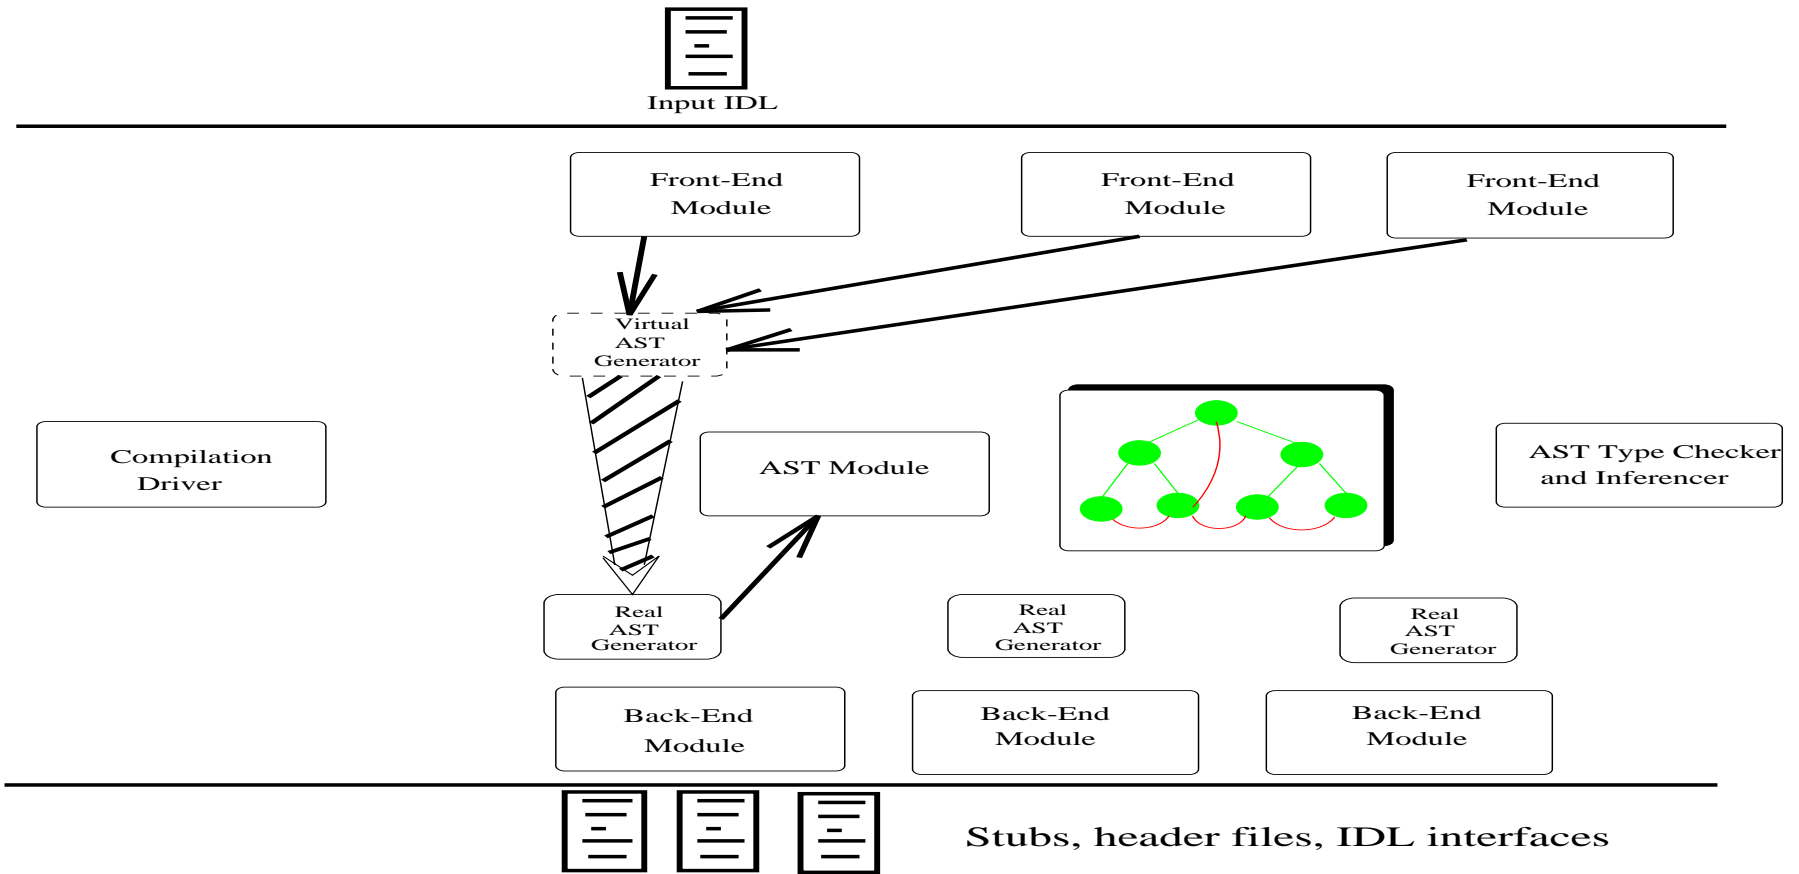 Input IDL
Front-End
Module
Front-End
Module
Front-End
Module
Virtual
AST
Generator
Compilation
Driver
AST Module
AST Type Checker
and Inferencer
Real
AST
Generator
Real
AST
Generator
Real
AST
Generator
Back-End
Module
Back-End
Module
Back-End
Module
Stubs, header files, IDL interfaces